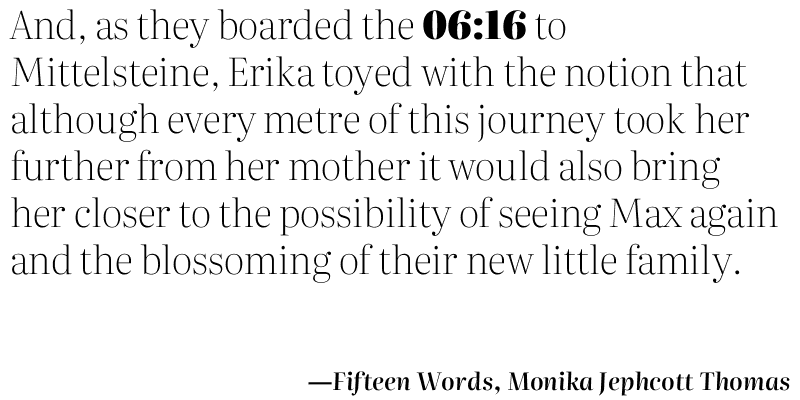 And, as they boarded the 06:16 to
Mittelsteine, Erika toyed with the notion that
although every metre of this journey took her
further from her mother it would also bring
her closer to the possibility of seeing Max again
and the blossoming of their new little family.
—Fifteen Words, Monika Jephcott Thomas